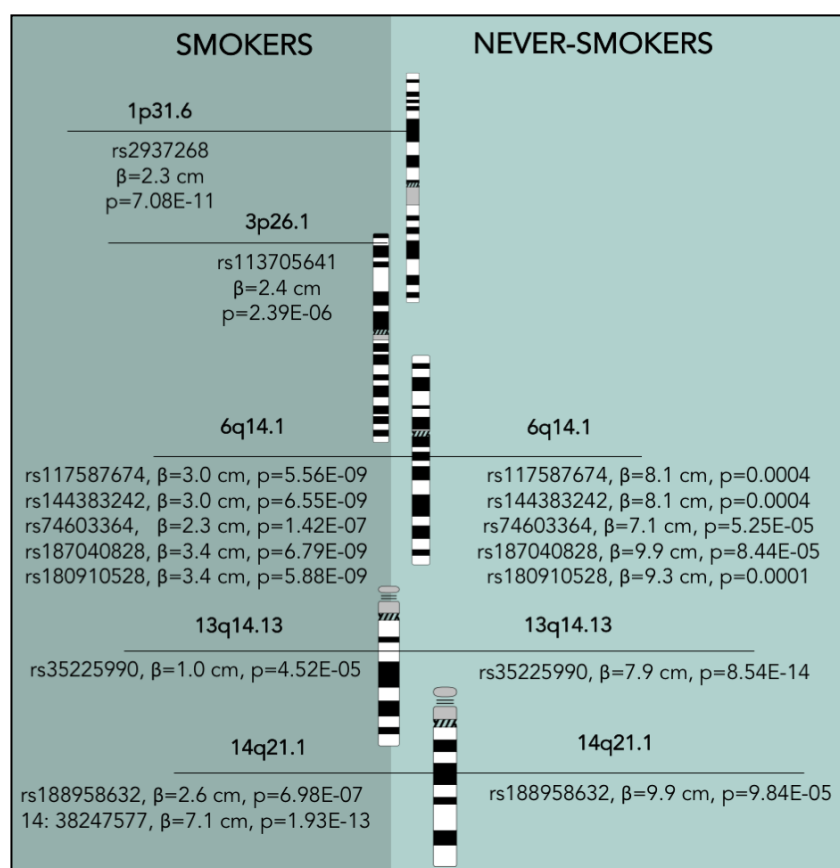 SMOKERS
NEVER-SMOKERS
1p31.6
rs2937268
β=2.3 cm
p=7.08E-11
3p26.1
rs113705641
β=2.4 cm
p=2.39E-06
6q14.1
rs117587674, β=3.0 cm, p=5.56E-09
rs144383242, β=3.0 cm, p=6.55E-09
rs74603364, β=2.3 cm, p=1.42E-07
rs187040828, β=3.4 cm, p=6.79E-09
rs180910528, β=3.4 cm, p=5.88E-09
6q14.1
rs117587674, β=8.1 cm, p=0.0004
rs144383242, β=8.1 cm, p=0.0004
rs74603364, β=7.1 cm, p=5.25E-05
rs187040828, β=9.9 cm, p=8.44E-05
rs180910528, β=9.3 cm, p=0.0001
13q14.13
rs35225990, β=1.0 cm, p=4.52E-05
13q14.13
rs35225990, β=7.9 cm, p=8.54E-14
14q21.1
rs188958632, β=2.6 cm, p=6.98E-07
14: 38247577, β=7.1 cm, p=1.93E-13
14q21.1
rs188958632, β=9.9 cm, p=9.84E-05